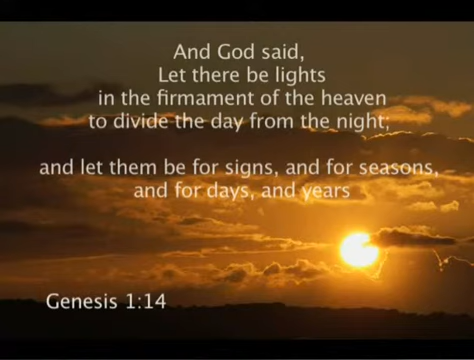 And God said,
Let there be lights
in the firmament of the heaven
to divide the day from the night;
and let them be for signs, and for seasons,
and for days, and years
Genesis 1:14